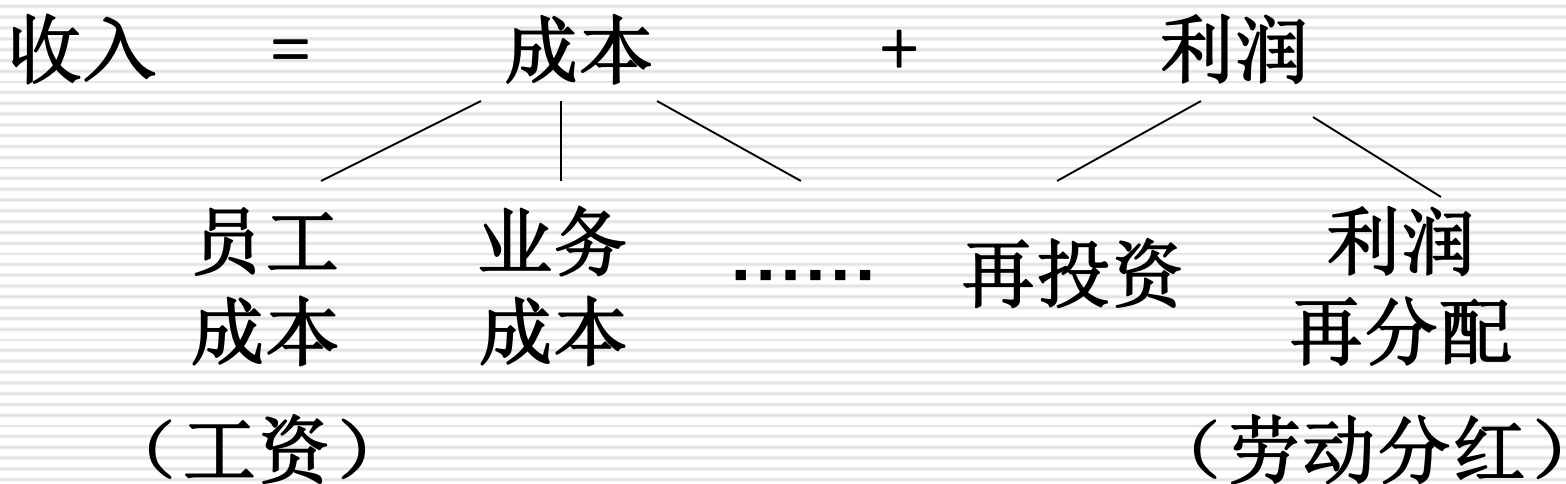 收入 = 成本 + 利润
员工 业务 …… 再投资 利润
成本 成本 再分配
（工资） （劳动分红）